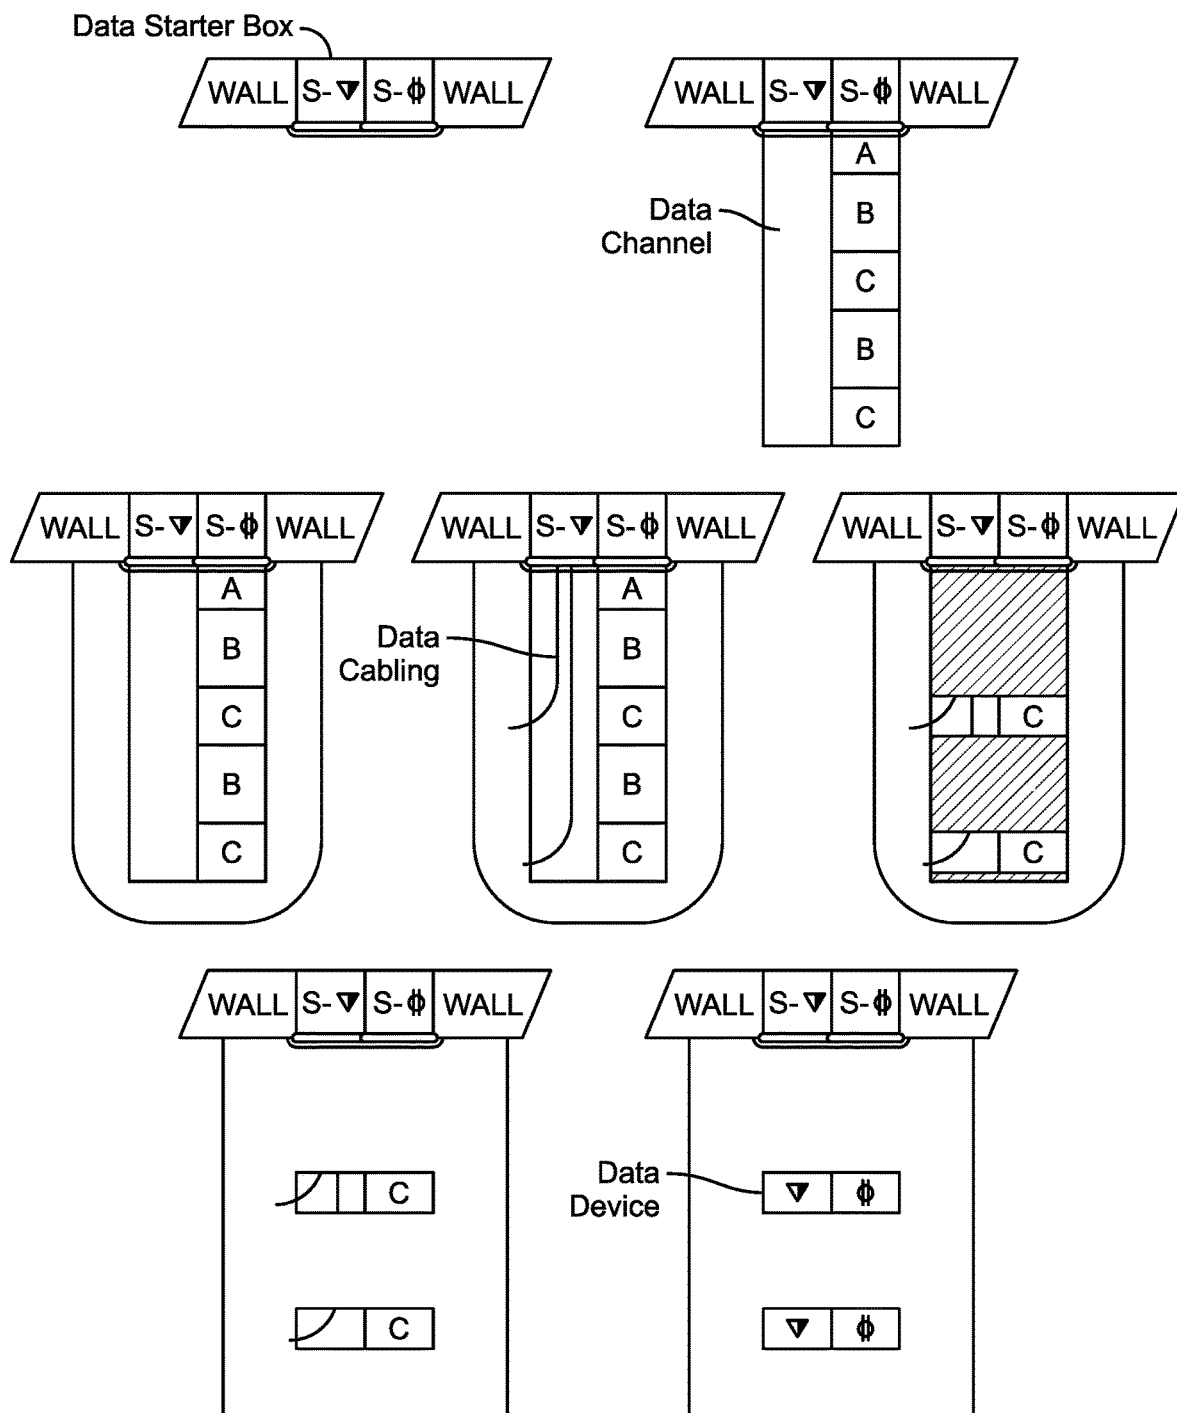 Data Starter Box
WALL S-▽ S-ϕ WALL
WALL S-▽ S-ϕ WALL
A
Data
Channel
B
C
B
C
WALL S-▽ S-ϕ WALL
A
B
C
B
C
WALL S-▽ S-ϕ WALL
A
Data
Cabling
B
C
B
C
WALL S-▽ S-ϕ WALL
C
C
WALL S-▽ S-ϕ WALL
C
C
WALL S-▽ S-ϕ WALL
Data
Device